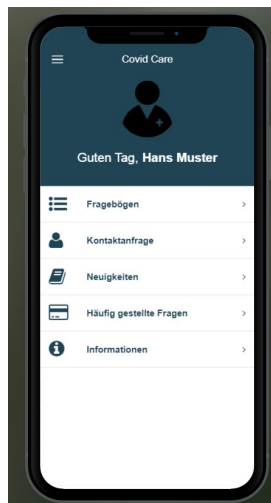 Covid Care
Guten Tag, Hans Muster
Fragebögen
Kontaktanfrage
Neuigkeiten
Häufig gestellte Fragen
Informationen